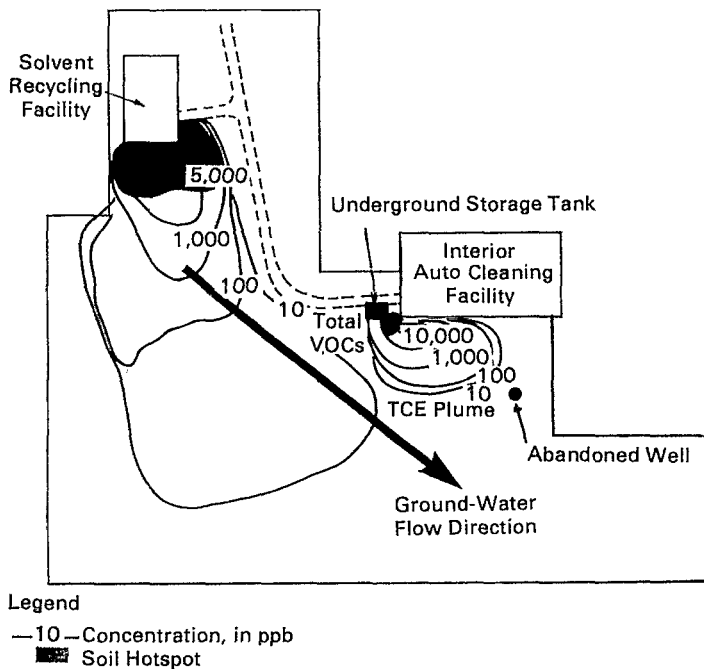 Solvent
Recycling
Facility
5,000
1,000
100
10
Total
VOCs
Underground Storage Tank
Interior
Auto Cleaning
Facility
10,000
1,000
100
10
TCE Plume
Abandoned Well
Ground-Water
Flow Direction
Legend
—10— Concentration, in ppb
Soil Hotspot